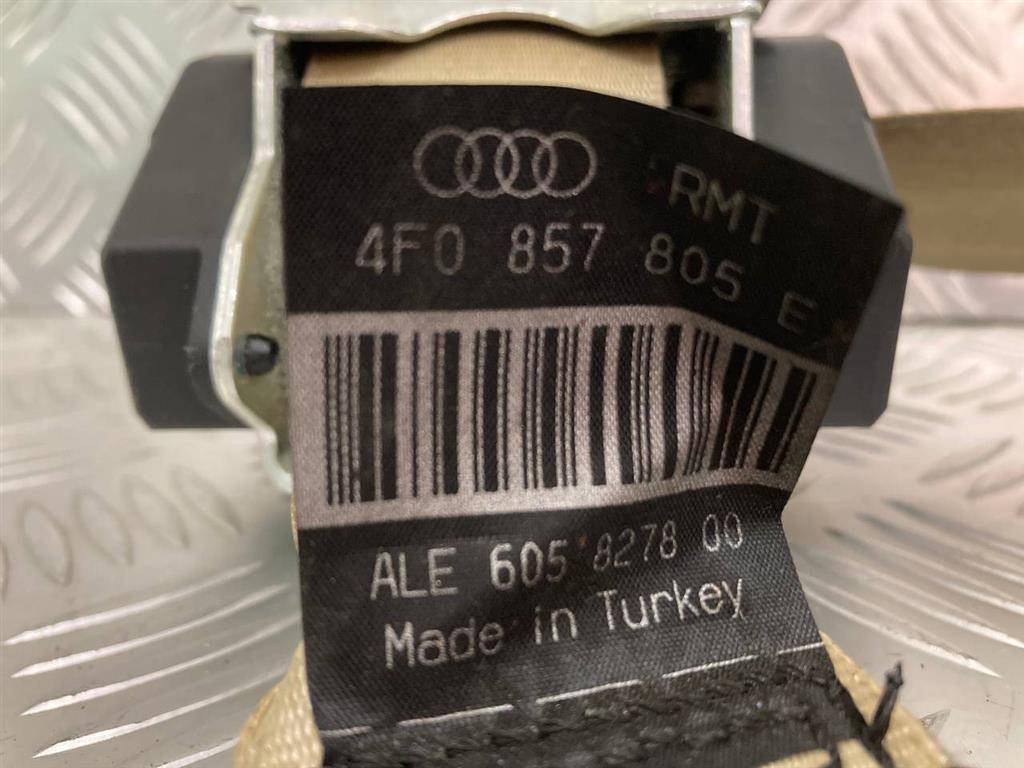 RMT
4F0 857 805 E
ALE 605 8278 00
Made in Turkey